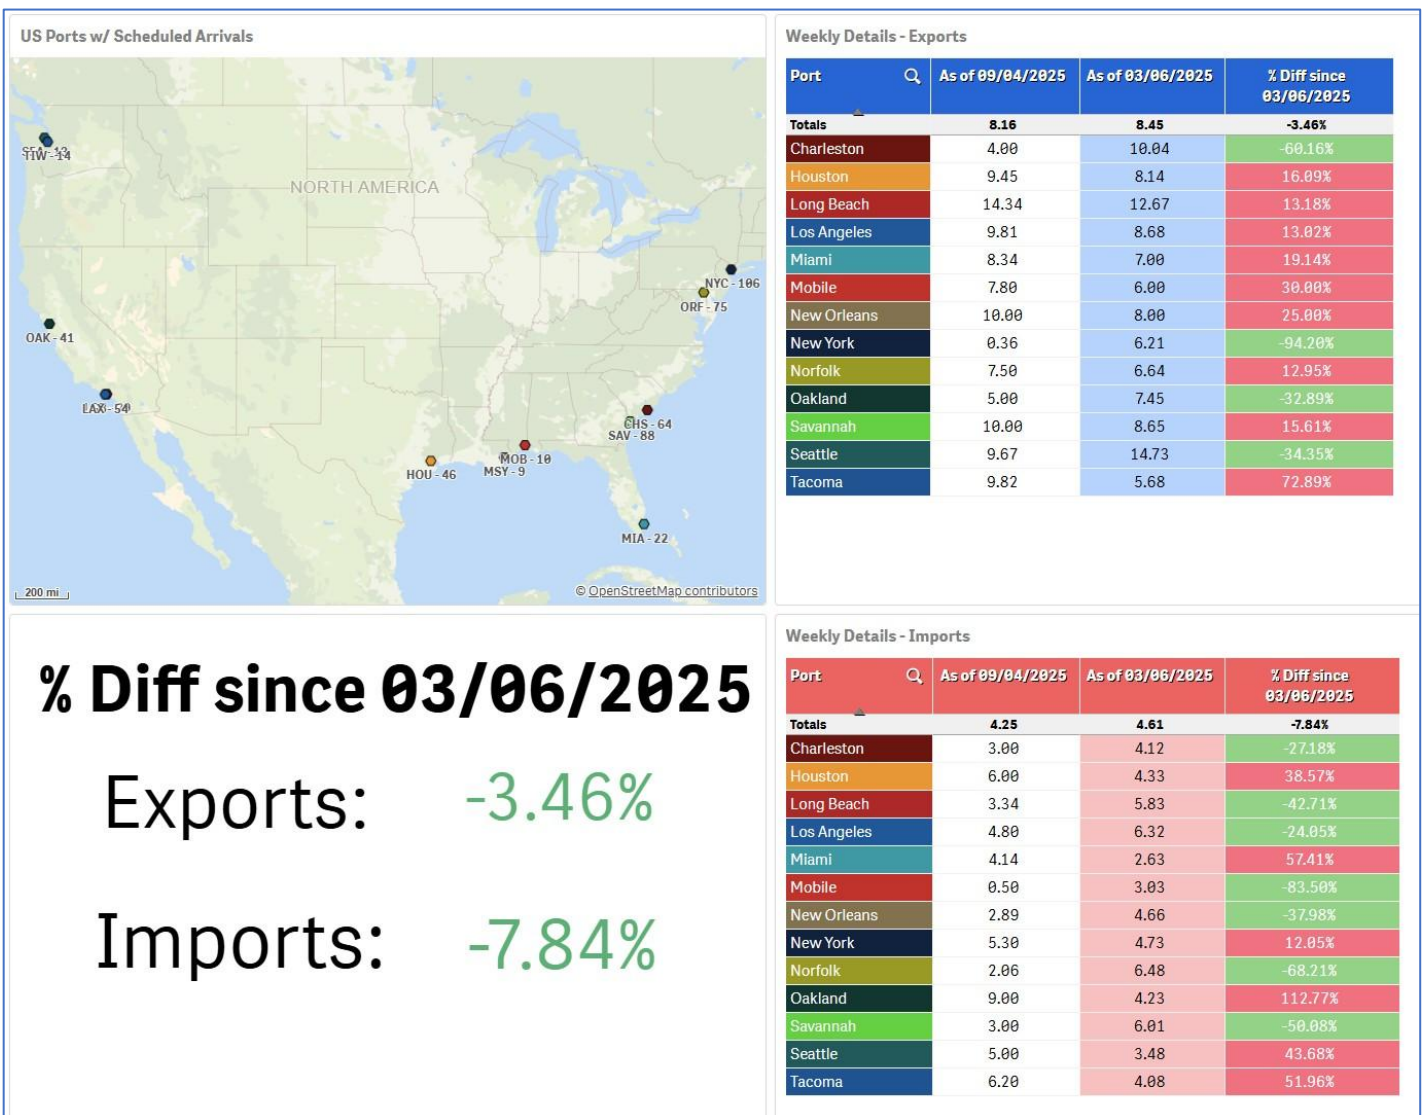 US Ports w/ Scheduled Arrivals
TIW - 14
NORTH AMERICA
NYC - 106
ORF - 75
OAK - 41
LAX - 54
CHS - 64
SAV - 88
MOB - 10
HOU - 46
MSY - 9
MIA - 22
200 mi
© OpenStreetMap contributors
Weekly Details - Exports
Port As of 09/04/2025 As of 03/06/2025 % Diff since
03/06/2025
Totals 8.16 8.45 -3.46%
Charleston 4.00 10.04 -60.16%
Houston 9.45 8.14 16.09%
Long Beach 14.34 12.67 13.18%
Los Angeles 9.81 8.68 13.02%
Miami 8.34 7.00 19.14%
Mobile 7.80 6.00 30.00%
New Orleans 10.00 8.00 25.00%
New York 0.36 6.21 -94.20%
Norfolk 7.50 6.64 12.95%
Oakland 5.00 7.45 -32.89%
Savannah 10.00 8.65 15.61%
Seattle 9.67 14.73 -34.35%
Tacoma 9.82 5.68 72.89%
% Diff since 03/06/2025
Exports: -3.46%
Imports: -7.84%
Weekly Details - Imports
Port As of 09/04/2025 As of 03/06/2025 % Diff since
03/06/2025
Totals 4.25 4.61 -7.84%
Charleston 3.00 4.12 -27.18%
Houston 6.00 4.33 38.57%
Long Beach 3.34 5.83 -42.71%
Los Angeles 4.80 6.32 -24.05%
Miami 4.14 2.63 57.41%
Mobile 0.50 3.03 -83.50%
New Orleans 2.89 4.66 -37.98%
New York 5.30 4.73 12.05%
Norfolk 2.06 6.48 -68.21%
Oakland 9.00 4.23 112.77%
Savannah 3.00 6.01 -50.08%
Seattle 5.00 3.48 43.68%
Tacoma 6.20 4.08 51.96%